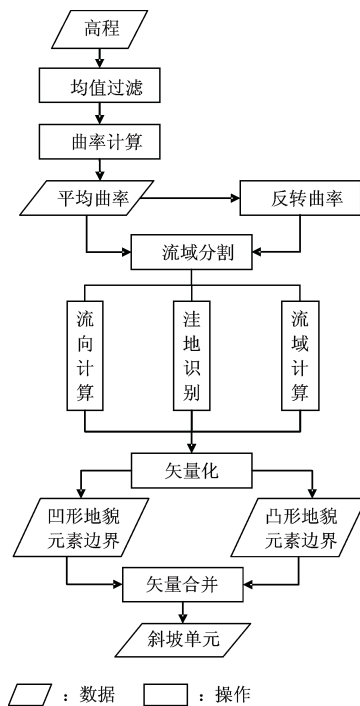 高程
均值过滤
曲率计算
平均曲率
反转曲率
流域分割
流向计算
洼地识别
流域计算
矢量化
凹形地貌
元素边界
凸形地貌
元素边界
矢量合并
斜坡单元
：数据
：操作